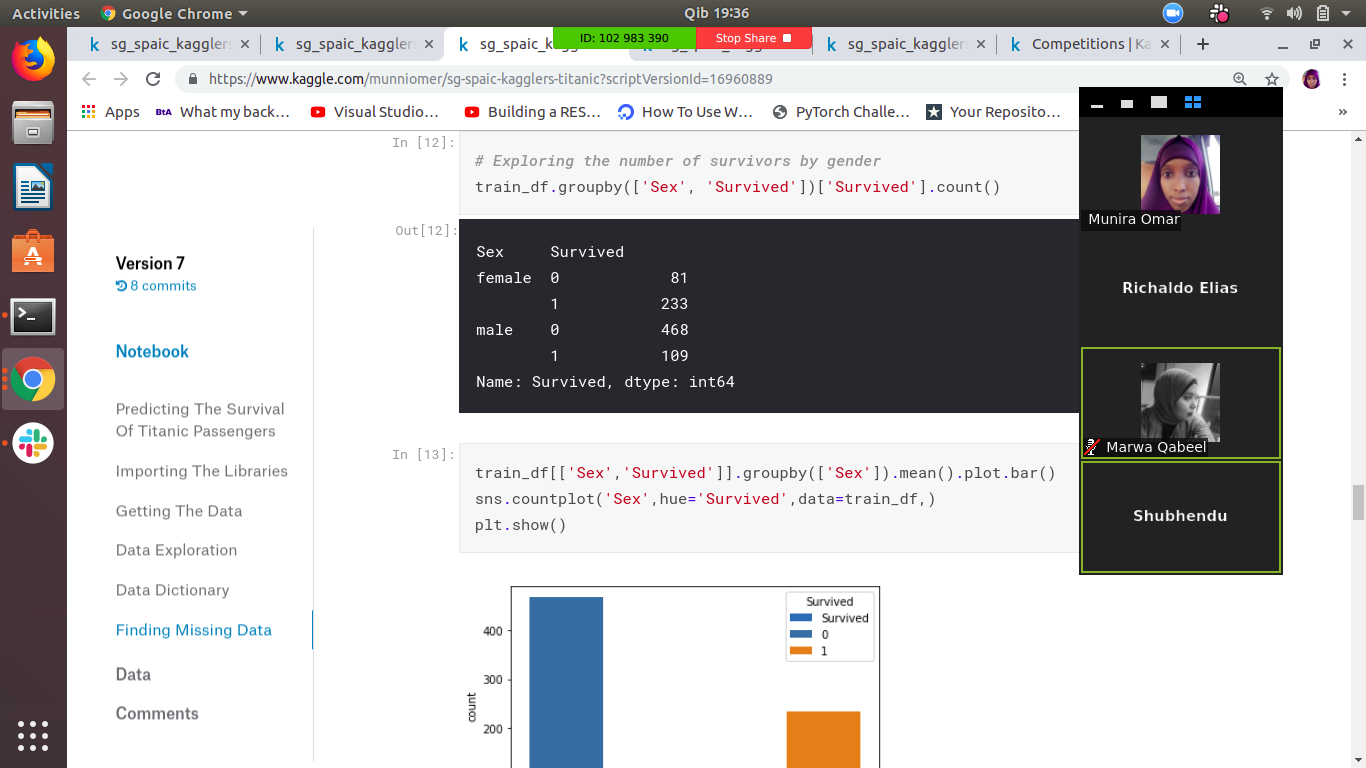 Activities
Google Chrome
Qib 19:36
sg_spaic_kaggler
sg_spaic_kaggler
sg_spaic_kaggler
ID: 102 983 390
Stop Share
sg_spaic_kaggler
sg_spaic_kaggler
Competitions | Ka
https://www.kaggle.com/munniomer/sg-spaic-kagglers-titanic?scriptVersionId=16960889
Apps
BtA What my back…
Visual Studio…
Building a RES…
How To Use W…
PyTorch Challe…
Your Reposito…
»
In [12]:
# Exploring the number of survivors by gender
train_df.groupby(['Sex', 'Survived'])['Survived'].count()
Out[12]:
Sex     Survived
female  0            81
        1           233
male    0           468
        1           109
Name: Survived, dtype: int64
In [13]:
train_df[['Sex','Survived']].groupby(['Sex']).mean().plot.bar()
sns.countplot('Sex',hue='Survived',data=train_df,)
plt.show()
Survived
Survived
0
1
400
300
200
count
Version 7
8 commits
Notebook
Predicting The Survival
Of Titanic Passengers
Importing The Libraries
Getting The Data
Data Exploration
Data Dictionary
Finding Missing Data
Data
Comments
Munira Omar
Richaldo Elias
Marwa Qabeel
Shubhendu